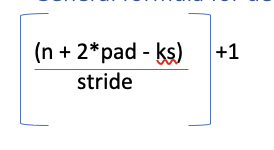 (n + 2*pad - ks) +1
stride